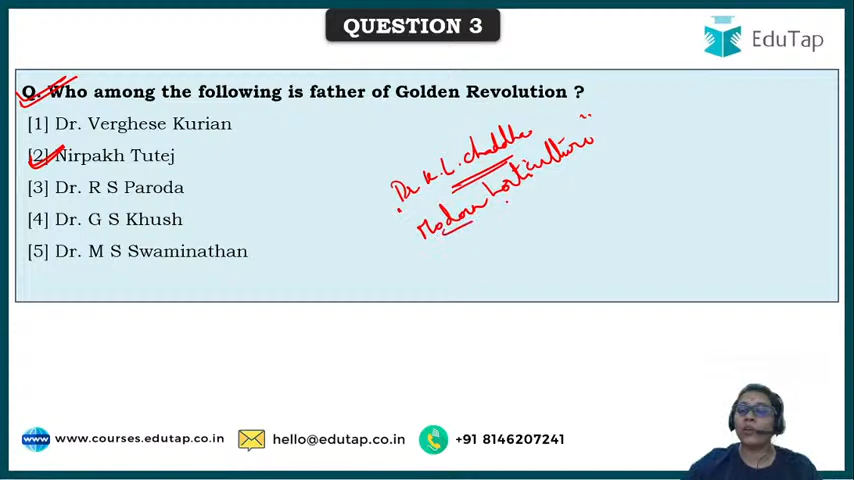 QUESTION 3
EduTap
Q. Who among the following is father of Golden Revolution ?
[1] Dr. Verghese Kurian
[2] Nirpakh Tutej
[3] Dr. R S Paroda
[4] Dr. G S Khush
[5] Dr. M S Swaminathan
Dr K. L. Chaddha
Modern horticulture
www
www.courses.edutap.co.in
hello@edutap.co.in
+91 8146207241